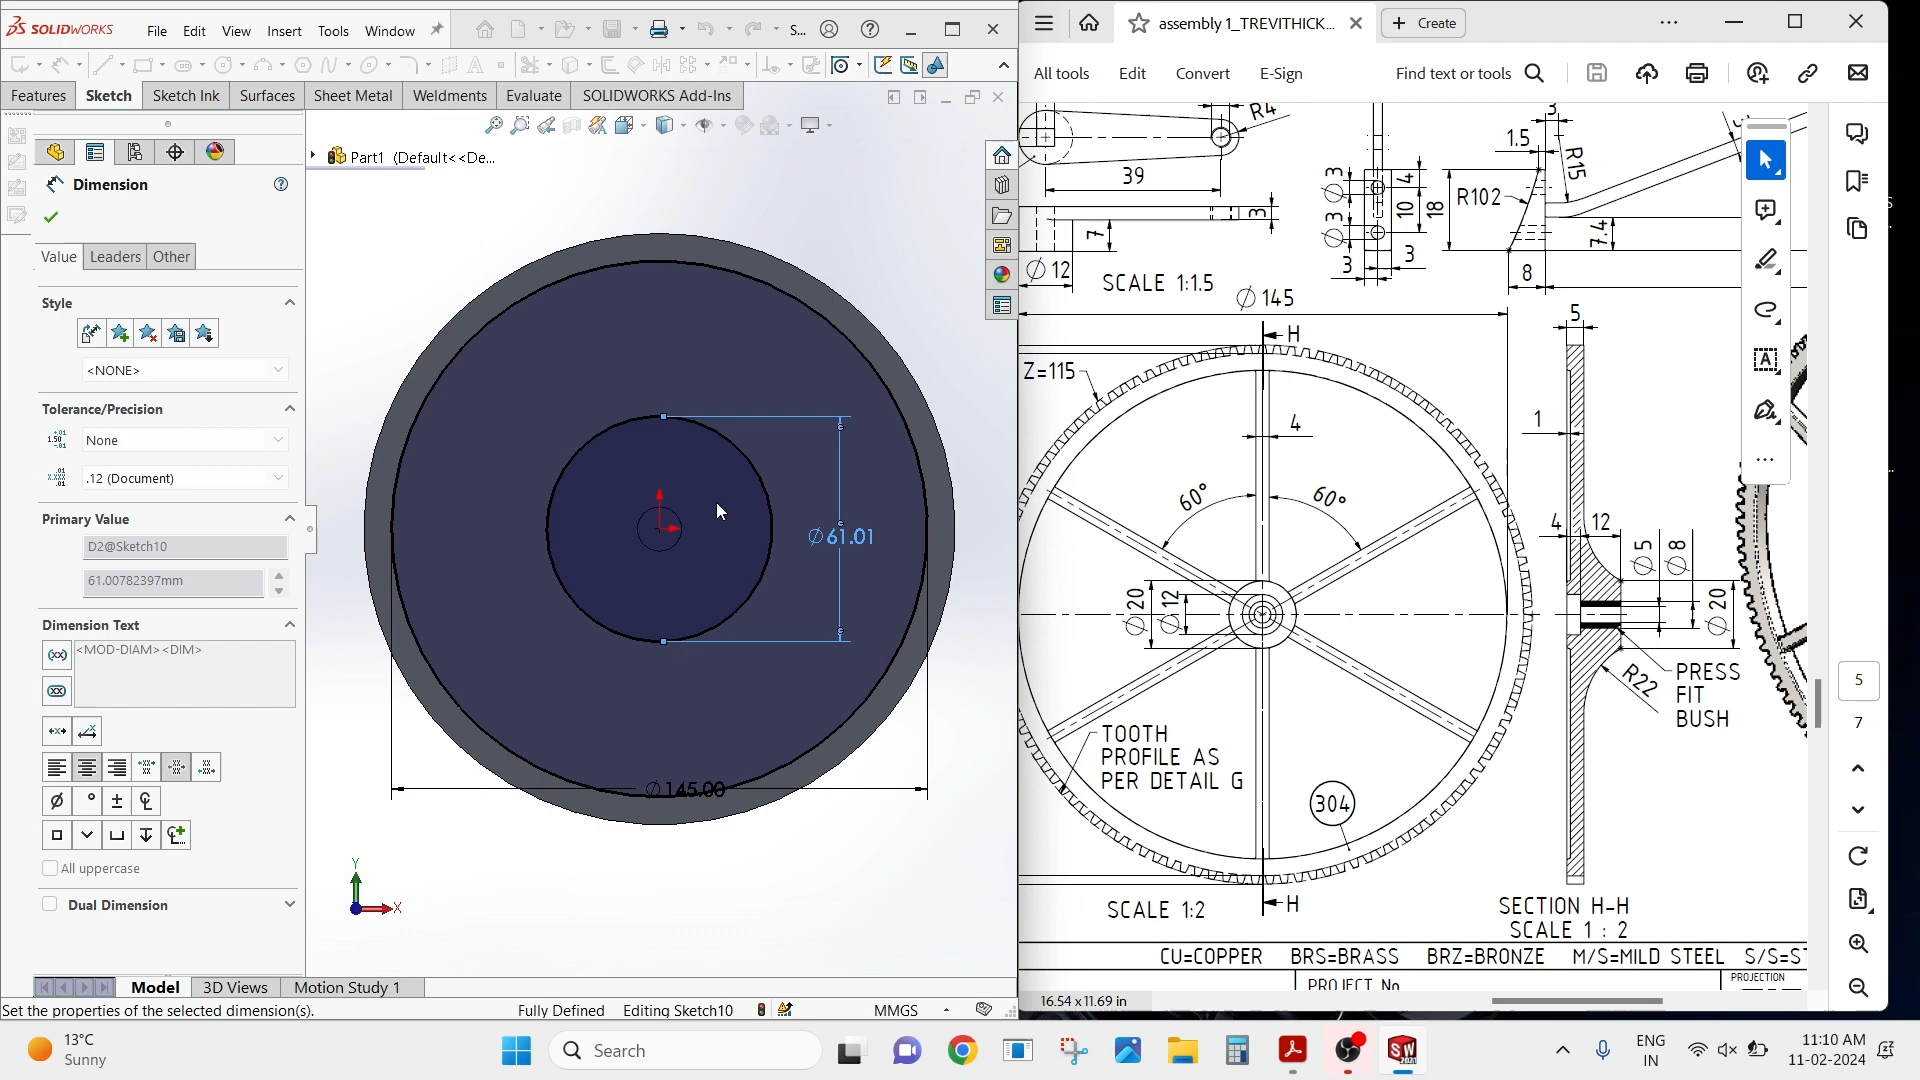 SOLIDWORKS
File Edit View Insert Tools Window
S...
Features Sketch Sketch Ink Surfaces Sheet Metal Weldments Evaluate SOLIDWORKS Add-Ins
Part1 (Default<<De...
Dimension
Value Leaders Other
Style
<NONE>
Tolerance/Precision
None
.12 (Document)
Primary Value
D2@Sketch10
61.00782397mm
Dimension Text
<MOD-DIAM><DIM>
All uppercase
Dual Dimension
∅61.01
∅145.00
Y
X
Model 3D Views Motion Study 1
Set the properties of the selected dimension(s).
Fully Defined Editing Sketch10 MMGS
assembly 1_TREVITHICK...
Create
All tools Edit Convert E-Sign
Find text or tools
R4
39
3
7
∅12
SCALE 1:1.5
∅3
∅3
4
10
18
3
3
3
1.5
R15
R102
7.4
8
∅145
H
Z=115
4
60° 60°
∅20
∅12
TOOTH
PROFILE AS
PER DETAIL G
304
H
SCALE 1:2
5
1
4 12
∅5
∅8
∅20
R22
PRESS
FIT
BUSH
SECTION H-H
SCALE 1 : 2
CU=COPPER BRS=BRASS BRZ=BRONZE M/S=MILD STEEL
PROJECT No
PROJECTION
16.54 x 11.69 in
5
7
13°C
Sunny
Search
ENG
IN
11:10 AM
11-02-2024